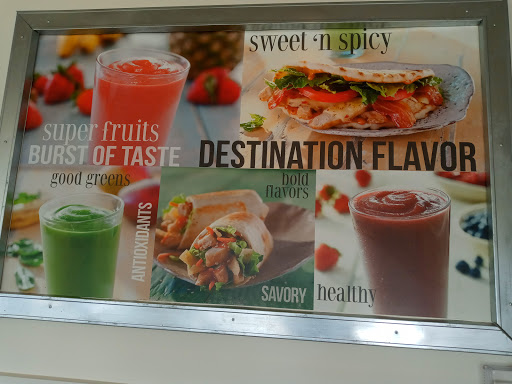 sweet 'n spicy
super fruits
BURST OF TASTE
DESTINATION FLAVOR
good greens
ANTIOXIDANTS
bold
flavors
SAVORY
healthy